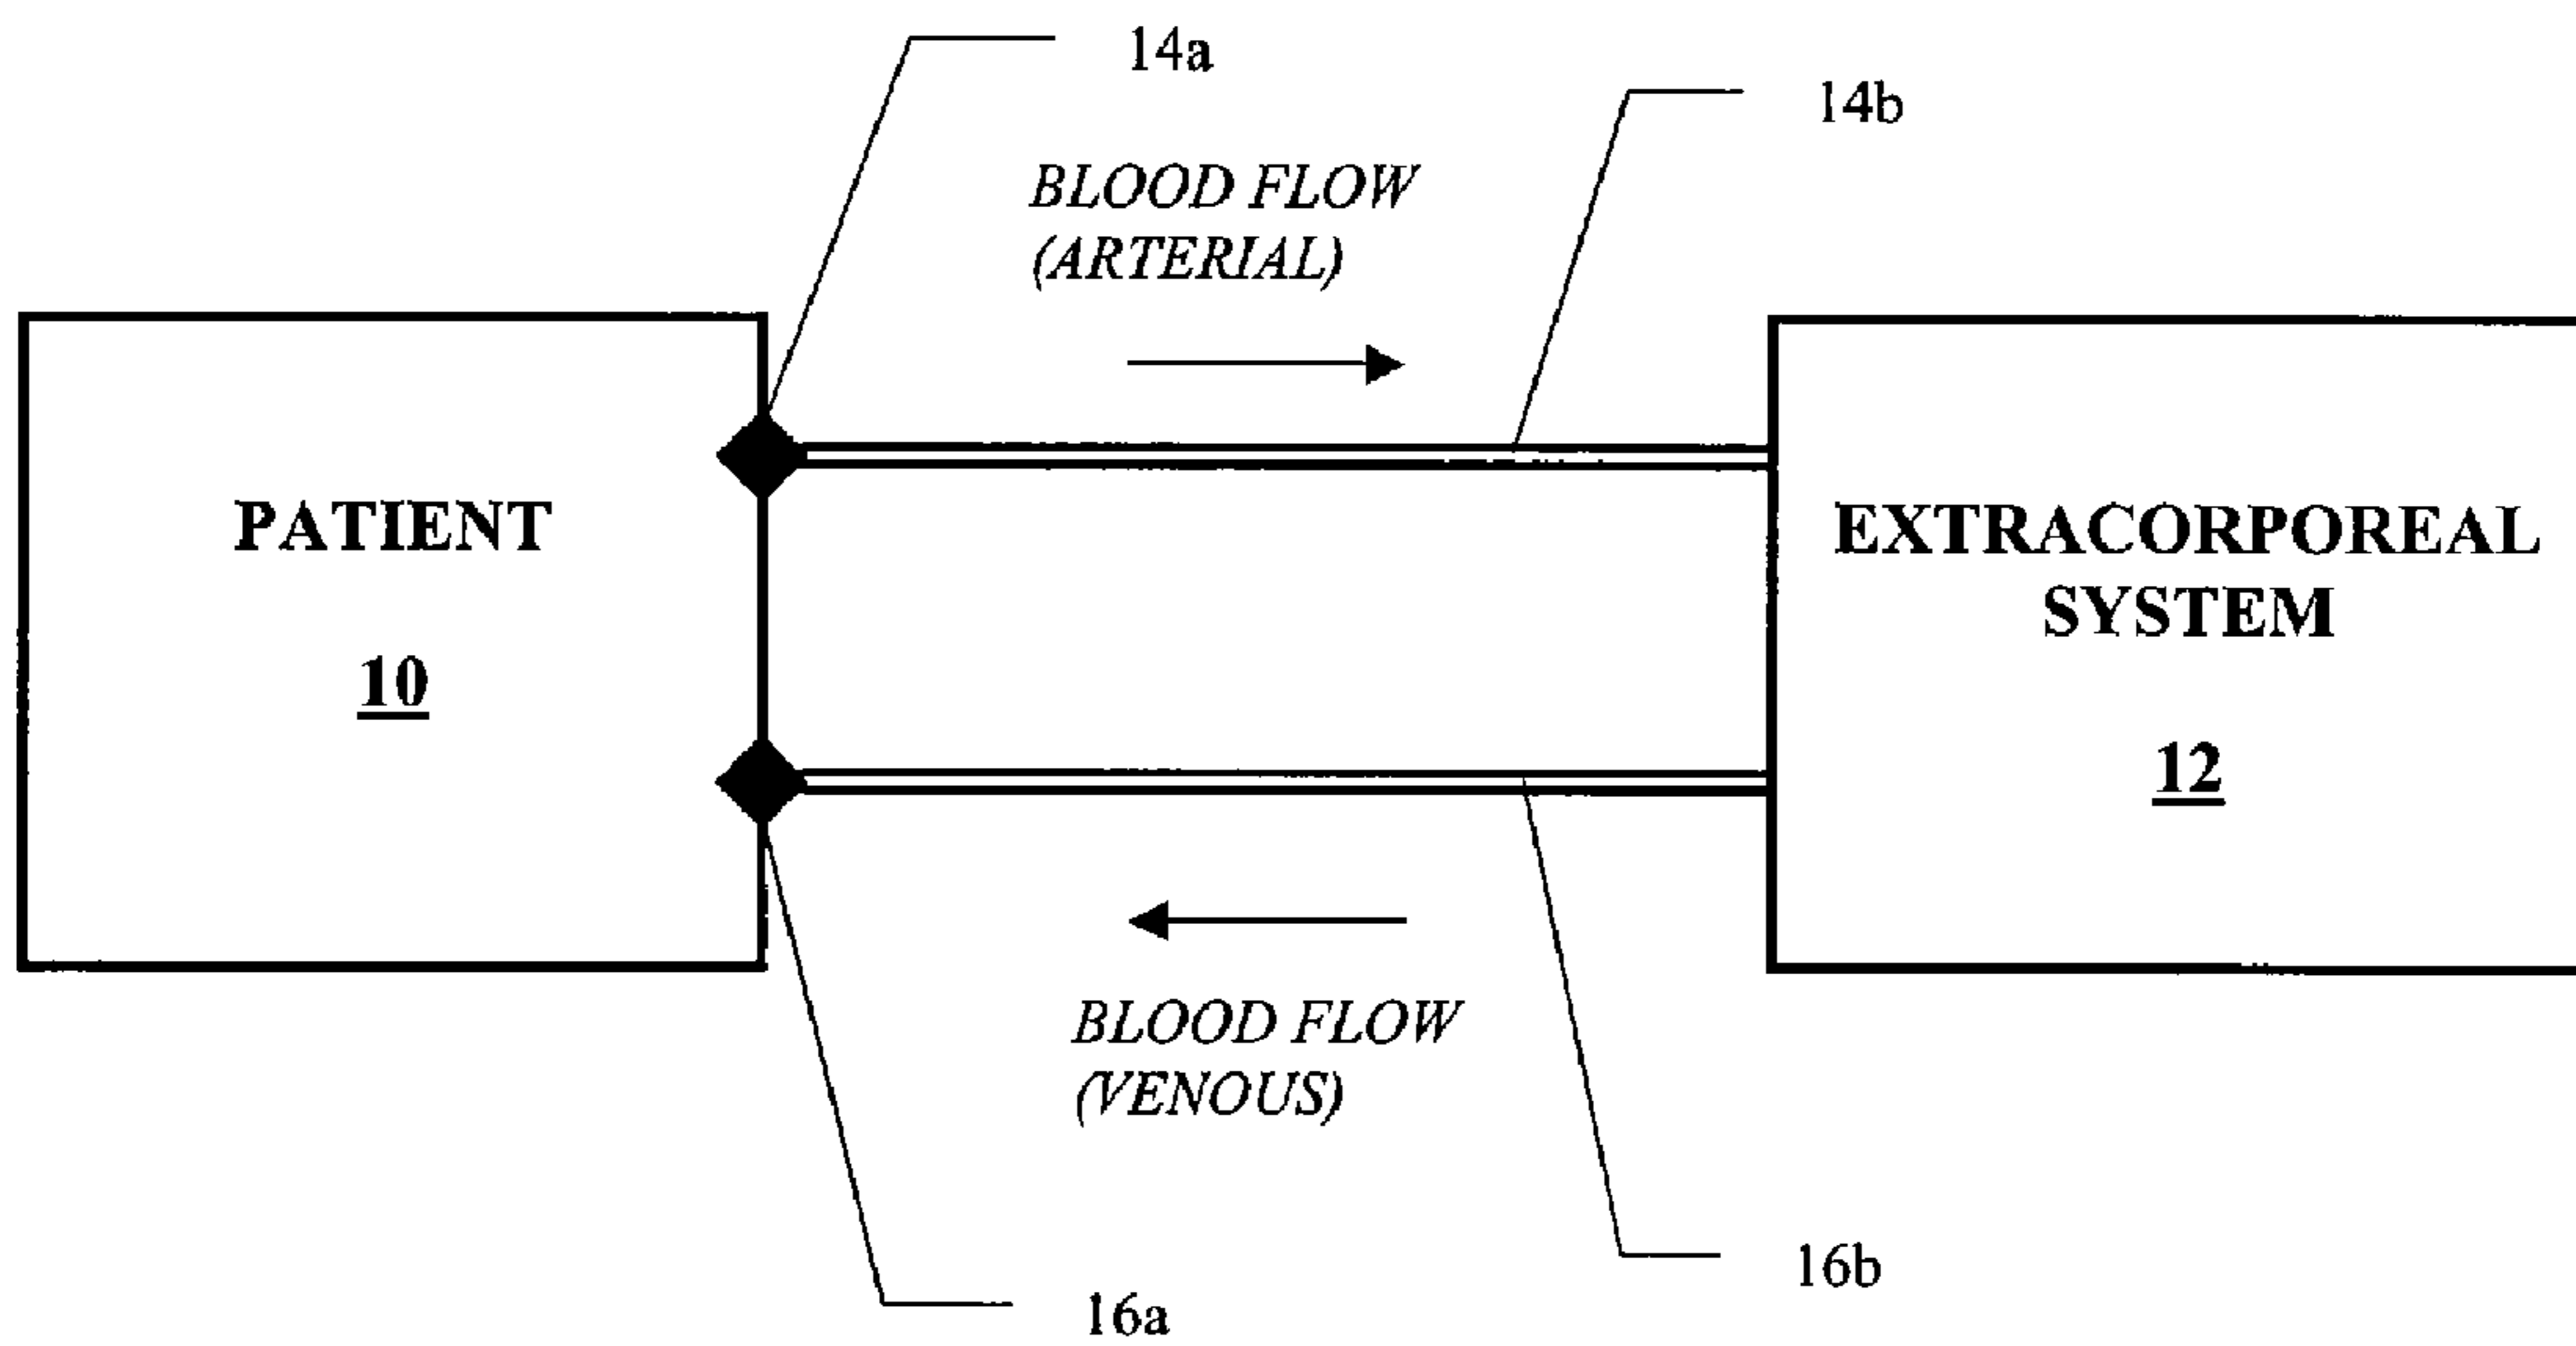 14a
14b
BLOOD FLOW
(ARTERIAL)
PATIENT
10
EXTRACORPOREAL
SYSTEM
12
BLOOD FLOW
(VENOUS)
16b
16a